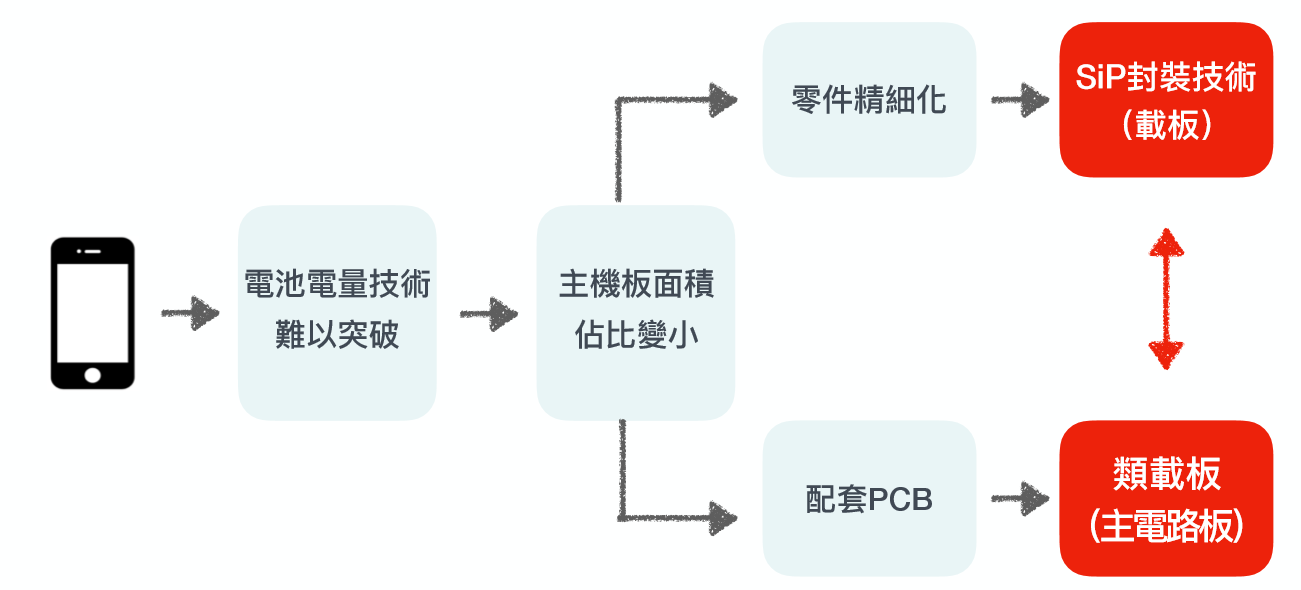 電池電量技術
難以突破
主機板面積
佔比變小
零件精細化
SiP封裝技術
（載板）
配套PCB
類載板
（主電路板）